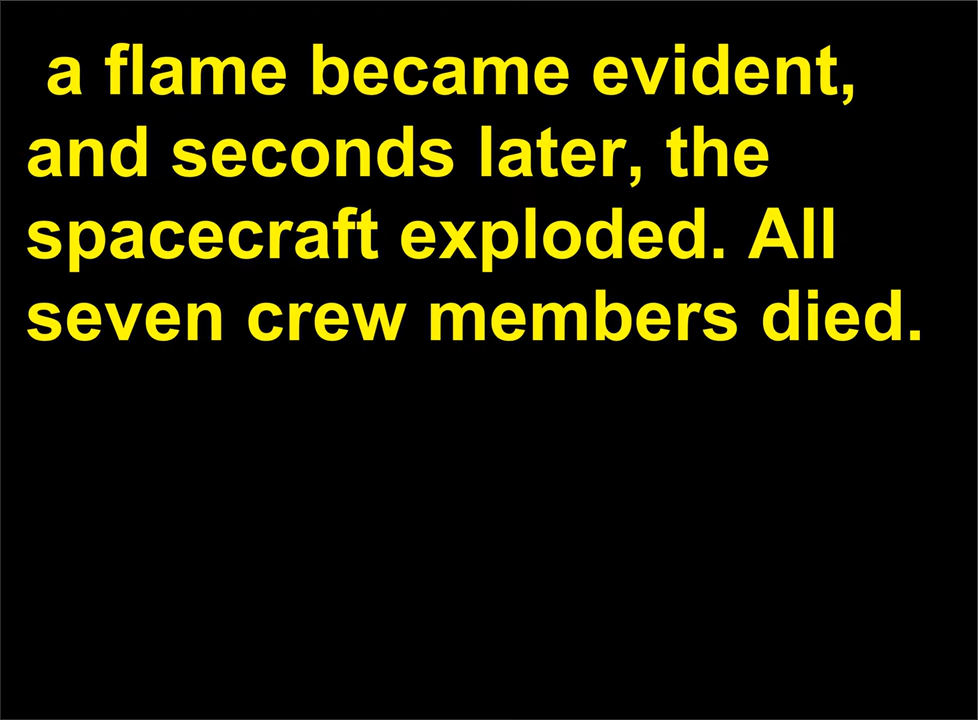 a flame became evident,
and seconds later, the
spacecraft exploded. All
seven crew members died.